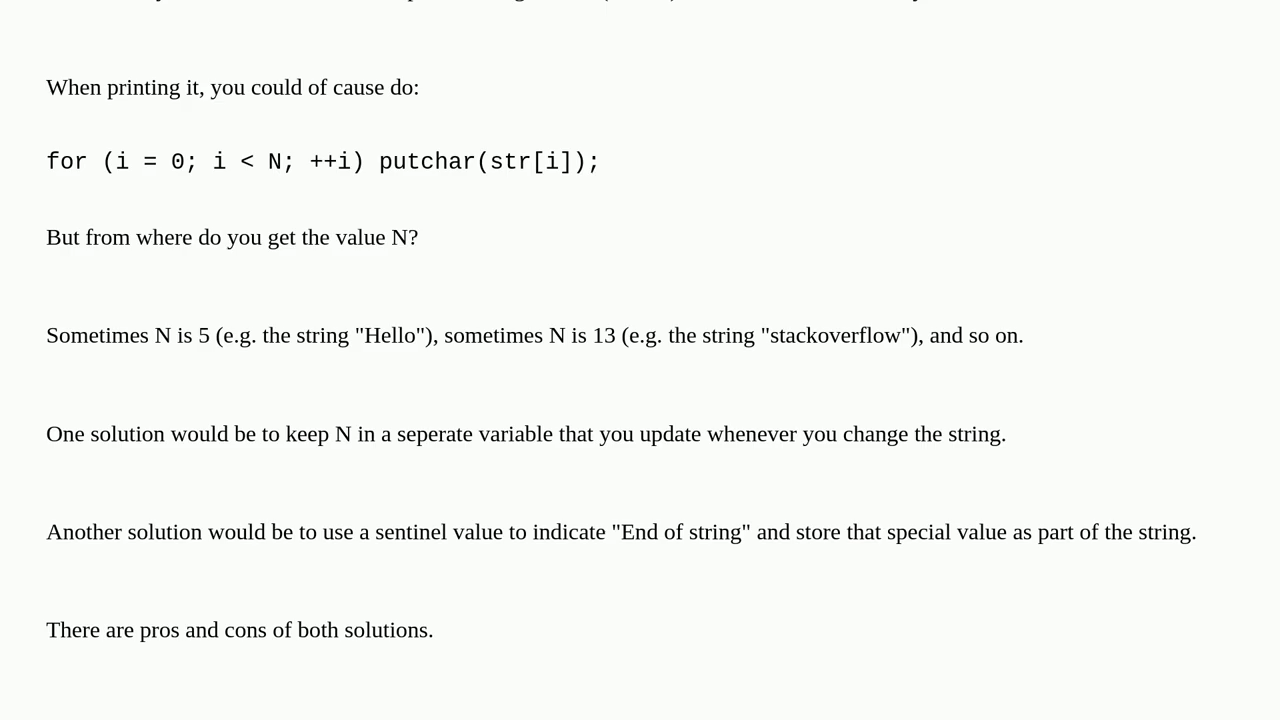 When printing it, you could of cause do:
for (i = 0; i < N; ++i) putchar(str[i]);
But from where do you get the value N?
Sometimes N is 5 (e.g. the string "Hello"), sometimes N is 13 (e.g. the string "stackoverflow"), and so on.
One solution would be to keep N in a seperate variable that you update whenever you change the string.
Another solution would be to use a sentinel value to indicate "End of string" and store that special value as part of the string.
There are pros and cons of both solutions.